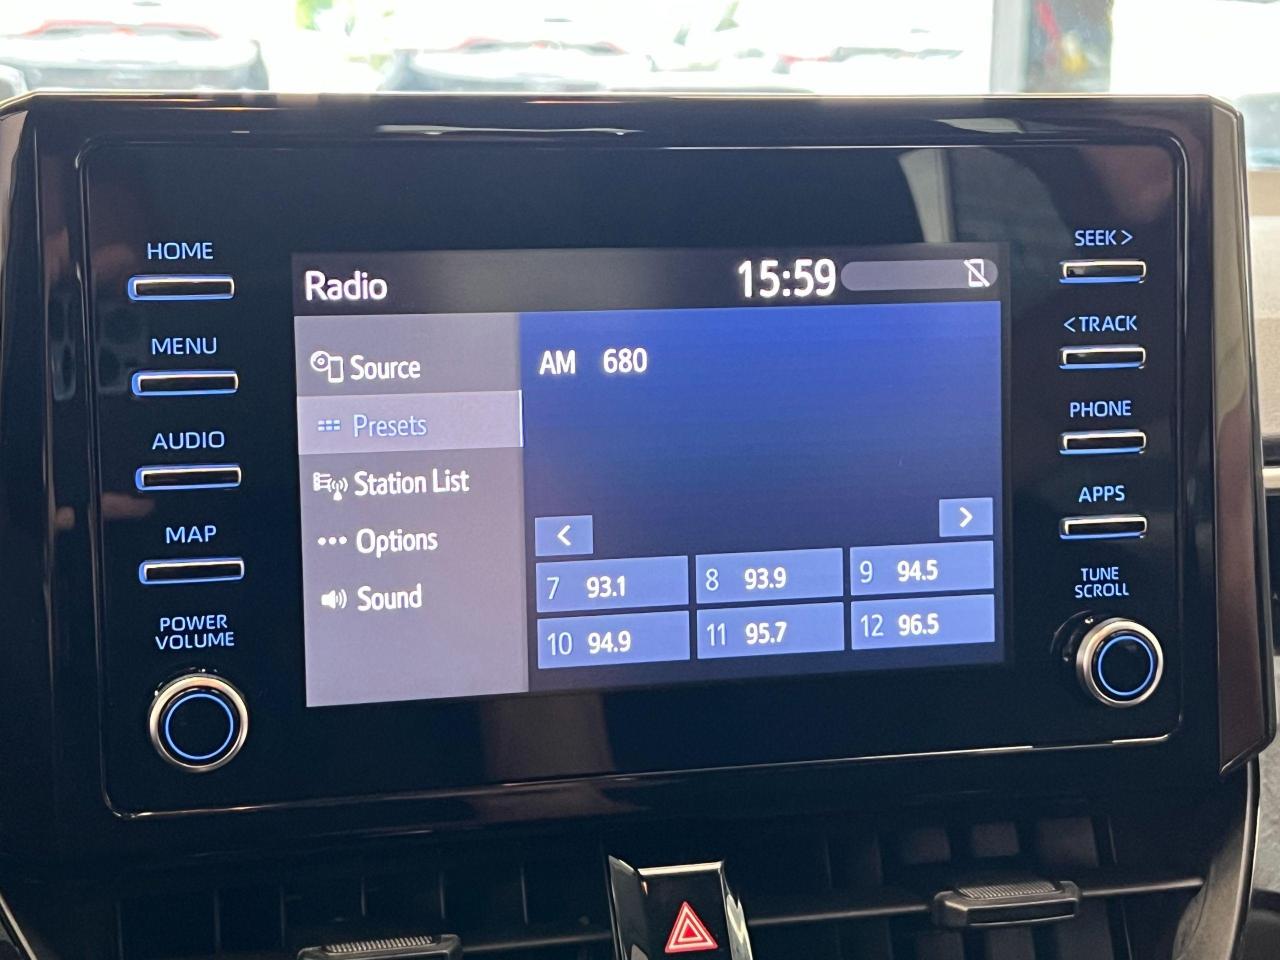 HOME
MENU
AUDIO
MAP
POWER
VOLUME
Radio
15:59
Source
Presets
Station List
Options
Sound
AM 680
<
>
7 93.1
8 93.9
9 94.5
10 94.9
11 95.7
12 96.5
SEEK >
< TRACK
PHONE
APPS
TUNE
SCROLL